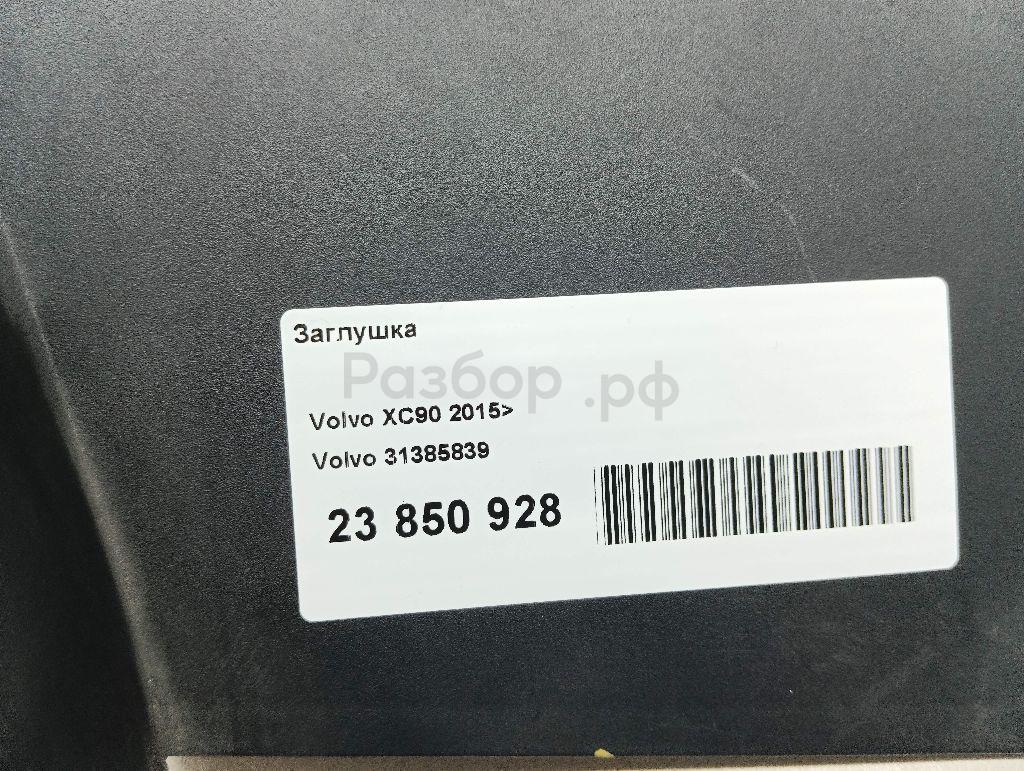 Заглушка
Разбор.рф
Volvo XC90 2015>
Volvo 31385839
23 850 928